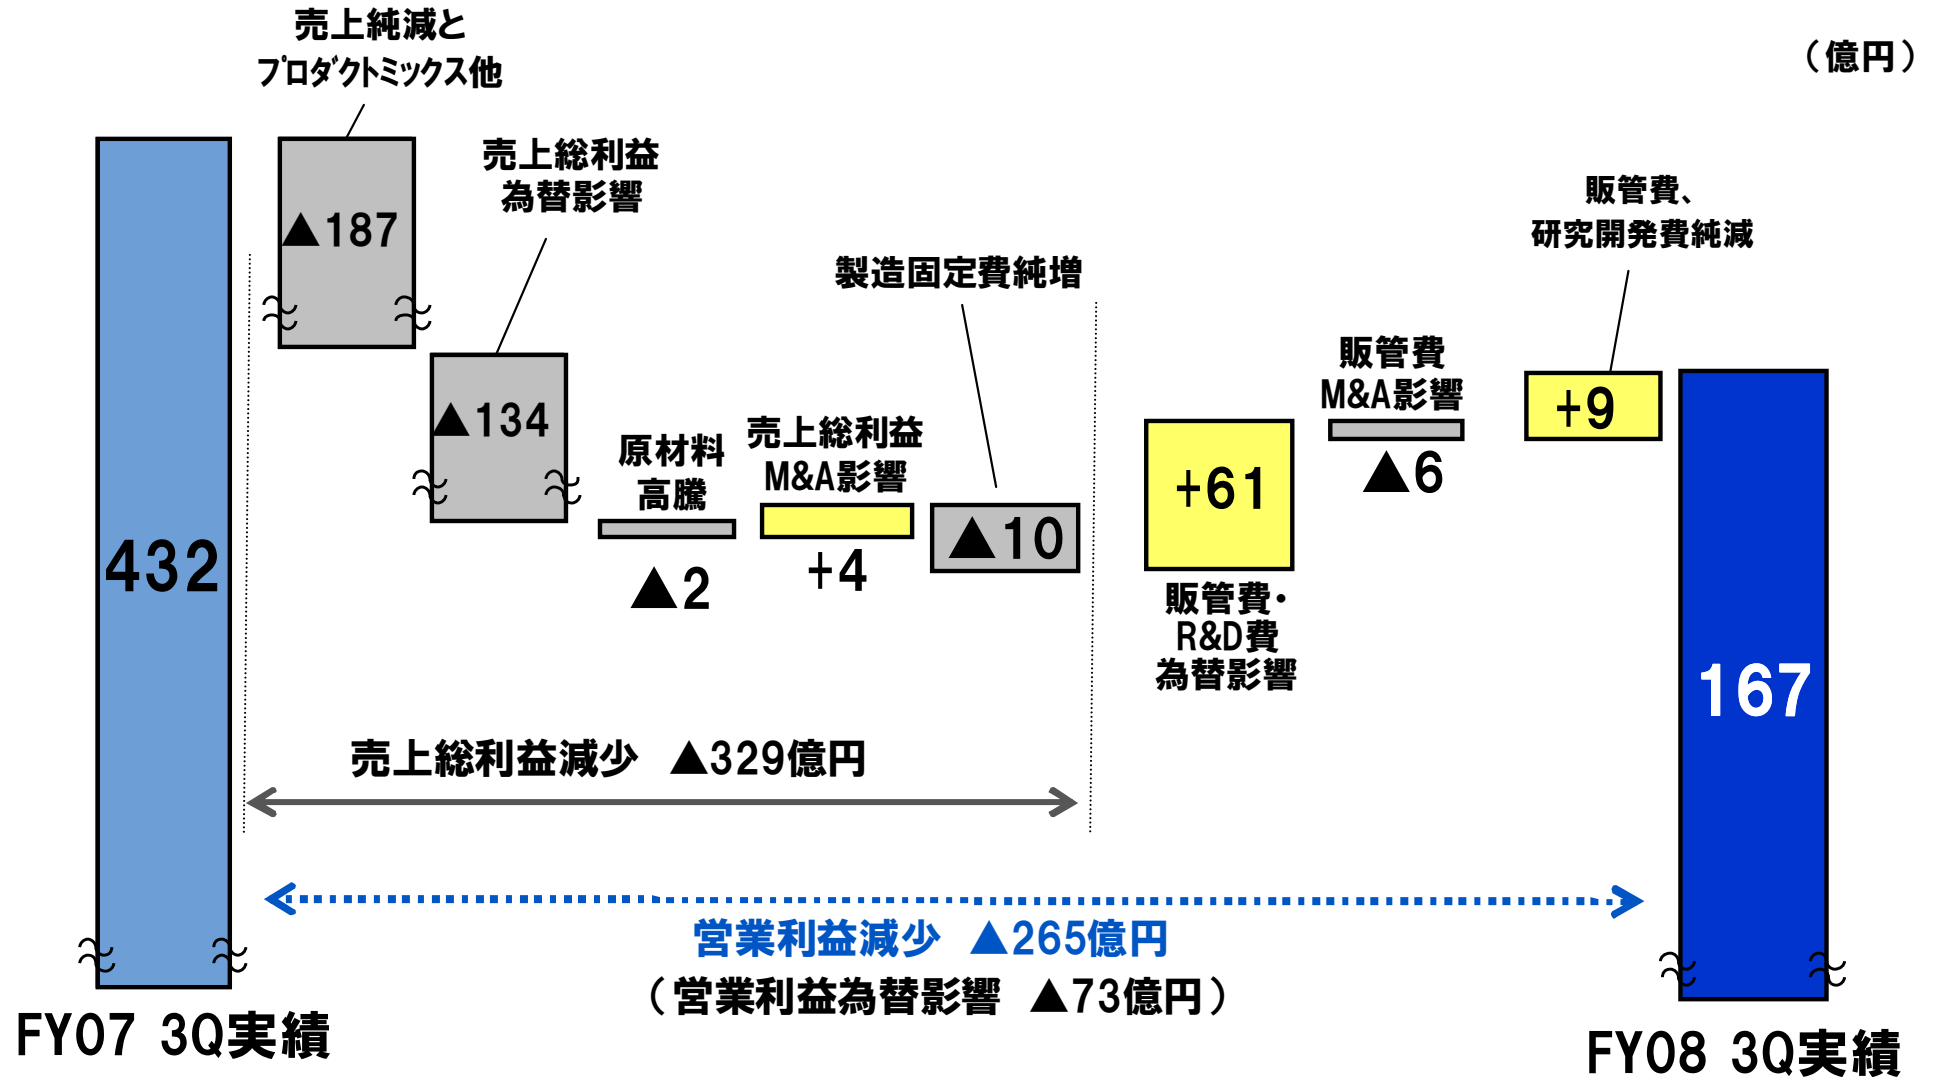 （億円）
売上純減と
プロダクトミックス他
▲187
売上総利益
為替影響
▲134
原材料
高騰
▲2
売上総利益
M&A影響
+4
製造固定費純増
▲10
+61
販管費・
R&D費
為替影響
販管費
M&A影響
▲6
販管費、
研究開発費純減
+9
432
167
売上総利益減少 ▲329億円
営業利益減少 ▲265億円
（営業利益為替影響 ▲73億円）
FY07 3Q実績
FY08 3Q実績